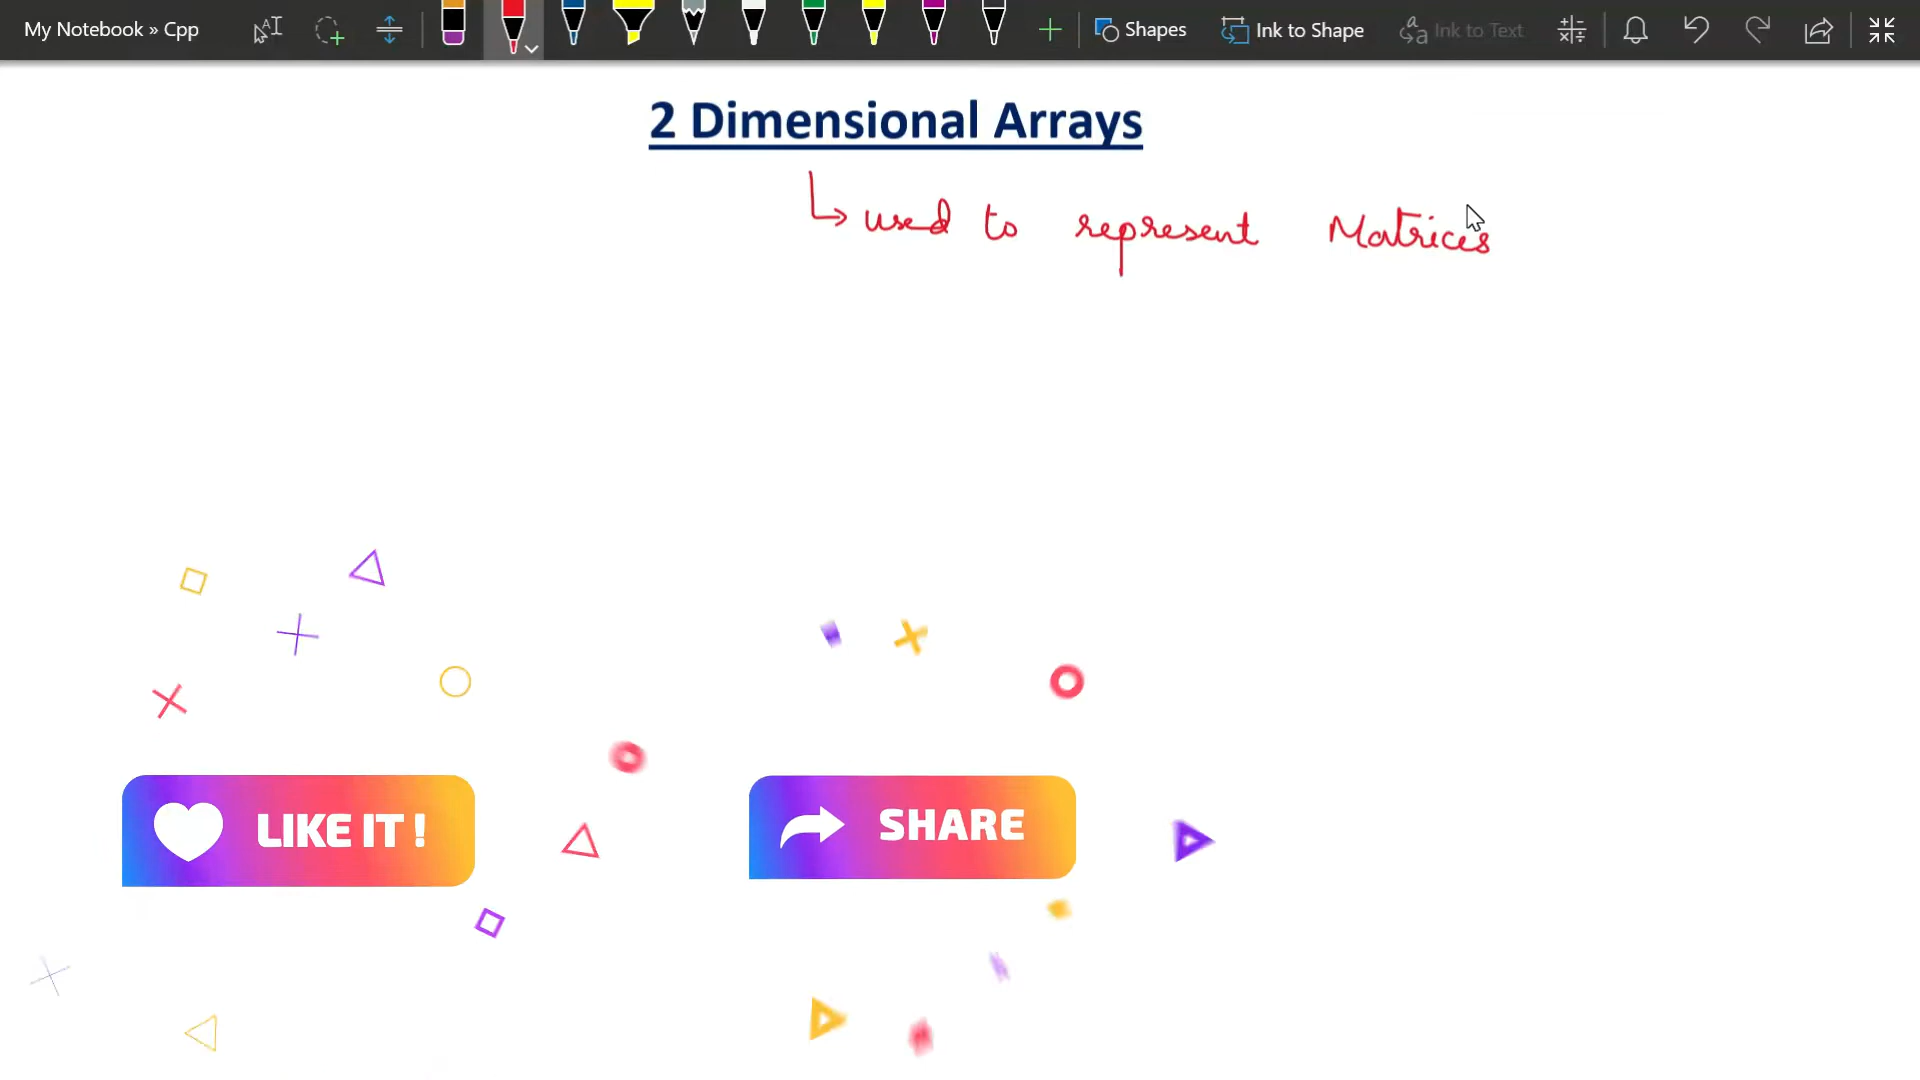 My Notebook » Cpp
Shapes
Ink to Shape
Ink to Text
2 Dimensional Arrays
used to represent Matrices
LIKE IT !
SHARE